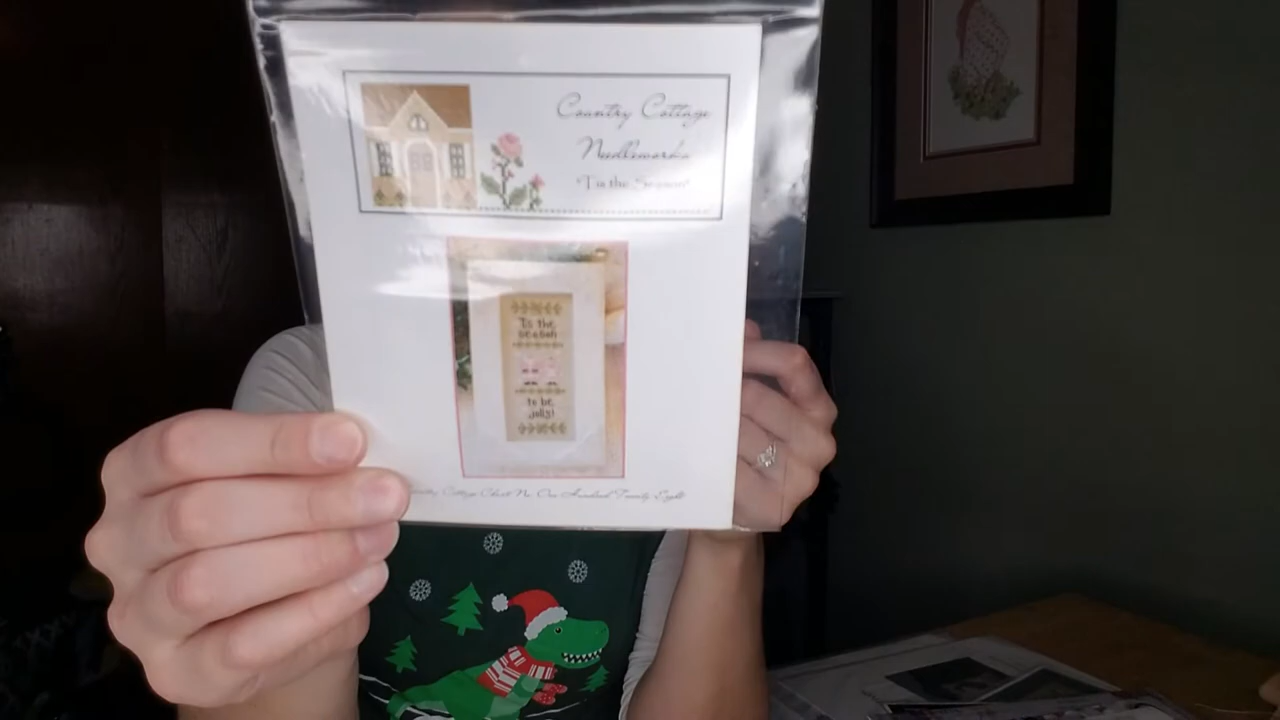 Country Cottage
Needleworks
"Tis the Season"
'Tis the
season
to be
jolly!
Country Cottage Chart No. One Hundred Twenty Eight